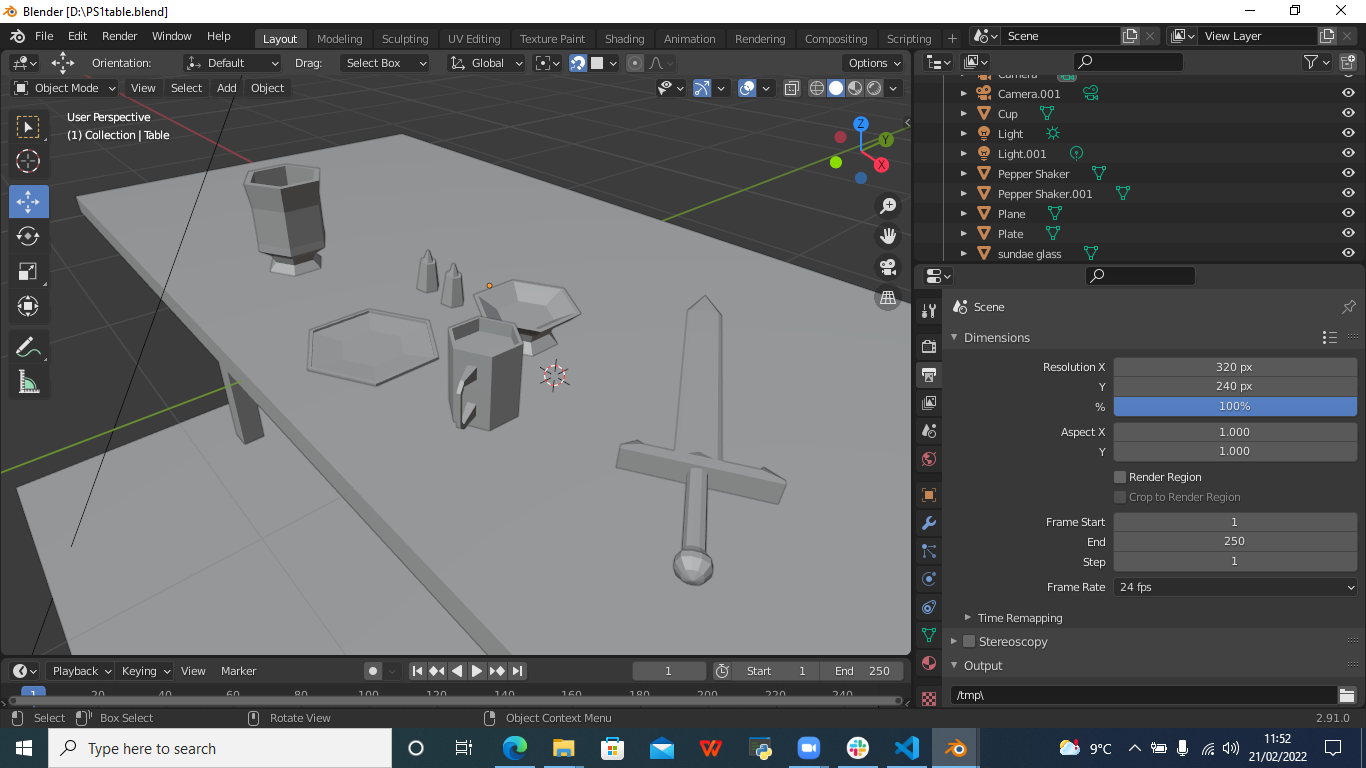 Blender [D:\PS1table.blend]
File Edit Render Window Help Layout Modeling Sculpting UV Editing Texture Paint Shading Animation Rendering Compositing Scripting + Scene View Layer
Orientation: Default Drag: Select Box Global Options
Object Mode View Select Add Object
User Perspective
(1) Collection | Table
Z
Y
X
Camera
Camera.001
Cup
Light
Light.001
Pepper Shaker
Pepper Shaker.001
Plane
Plate
sundae glass
Scene
Dimensions
Resolution X 320 px
Y 240 px
% 100%
Aspect X 1.000
Y 1.000
Render Region
Crop to Render Region
Frame Start 1
End 250
Step 1
Frame Rate 24 fps
Time Remapping
Stereoscopy
Output
/tmp\
Playback Keying View Marker 1 Start 1 End 250
1 20 40 60 80 100 120 140 160 180 200 220 240
Select Box Select Rotate View Object Context Menu 2.91.0
Type here to search 9°C 11:52
21/02/2022